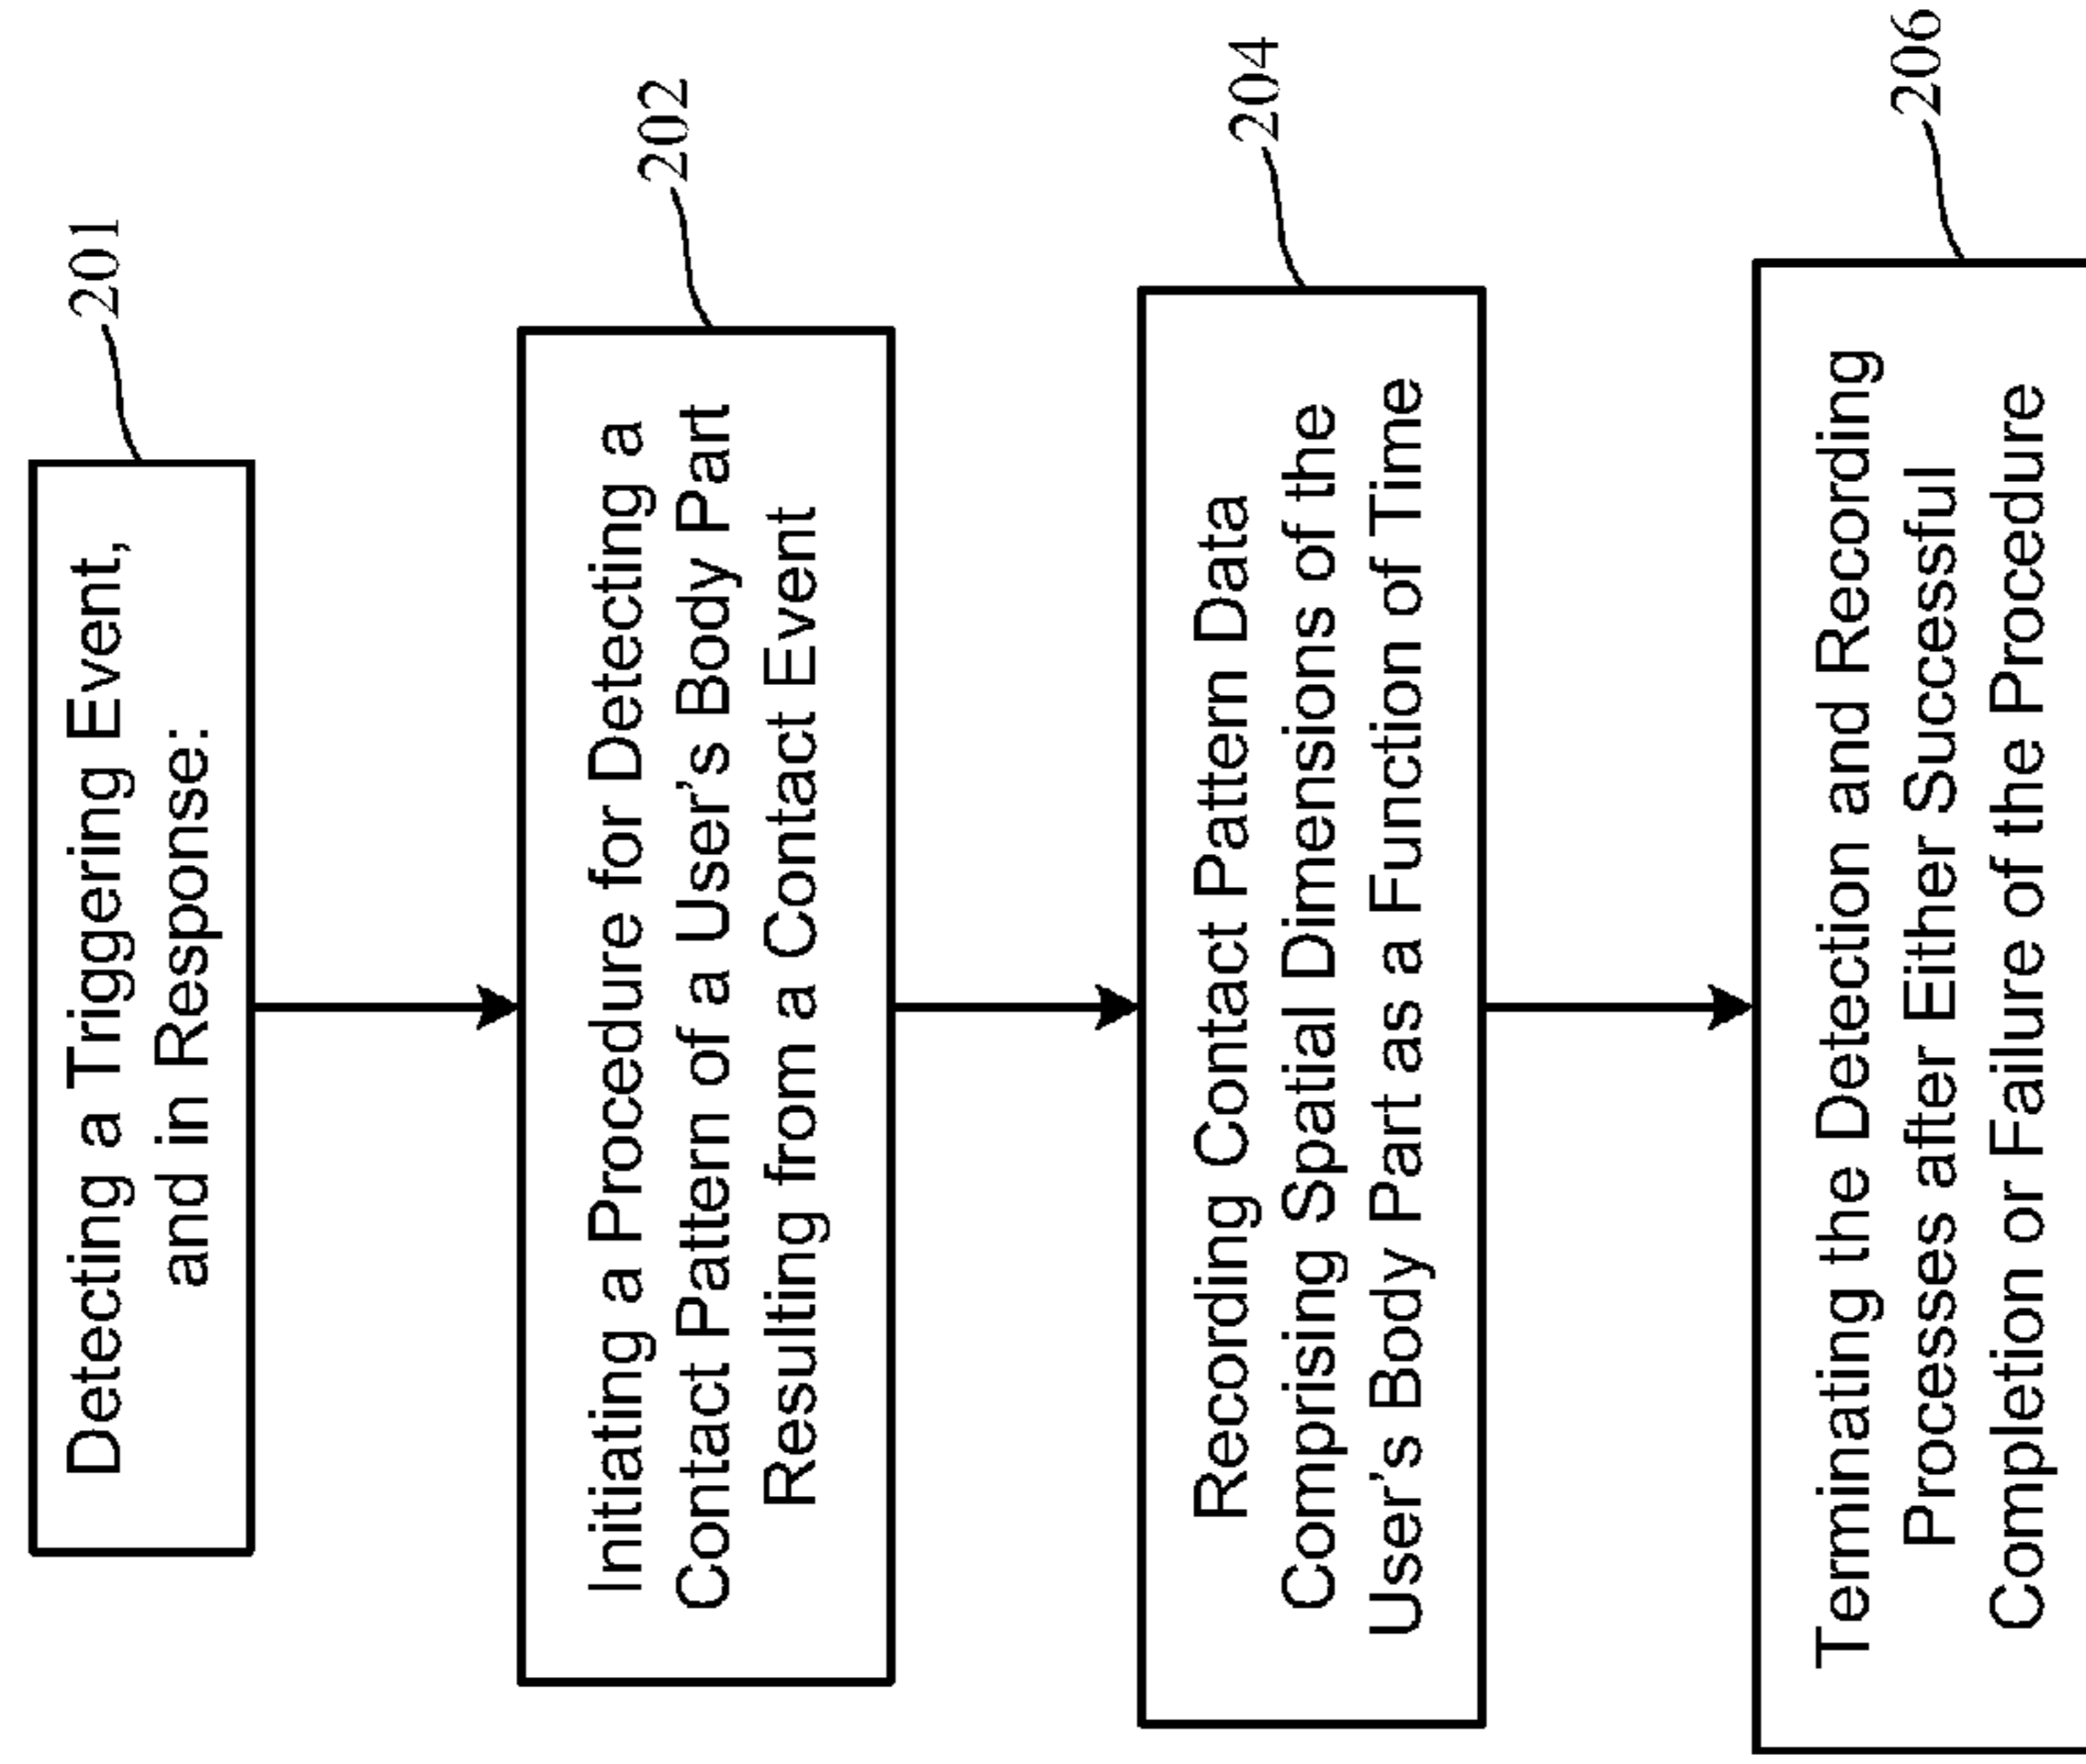 201
Detecting a Triggering Event,
and in Response:
202
Initiating a Procedure for Detecting a
Contact Pattern of a User's Body Part
Resulting from a Contact Event
204
Recording Contact Pattern Data
Comprising Spatial Dimensions of the
User's Body Part as a Function of Time
206
Terminating the Detection and Recording
Processes after Either Successful
Completion or Failure of the Procedure